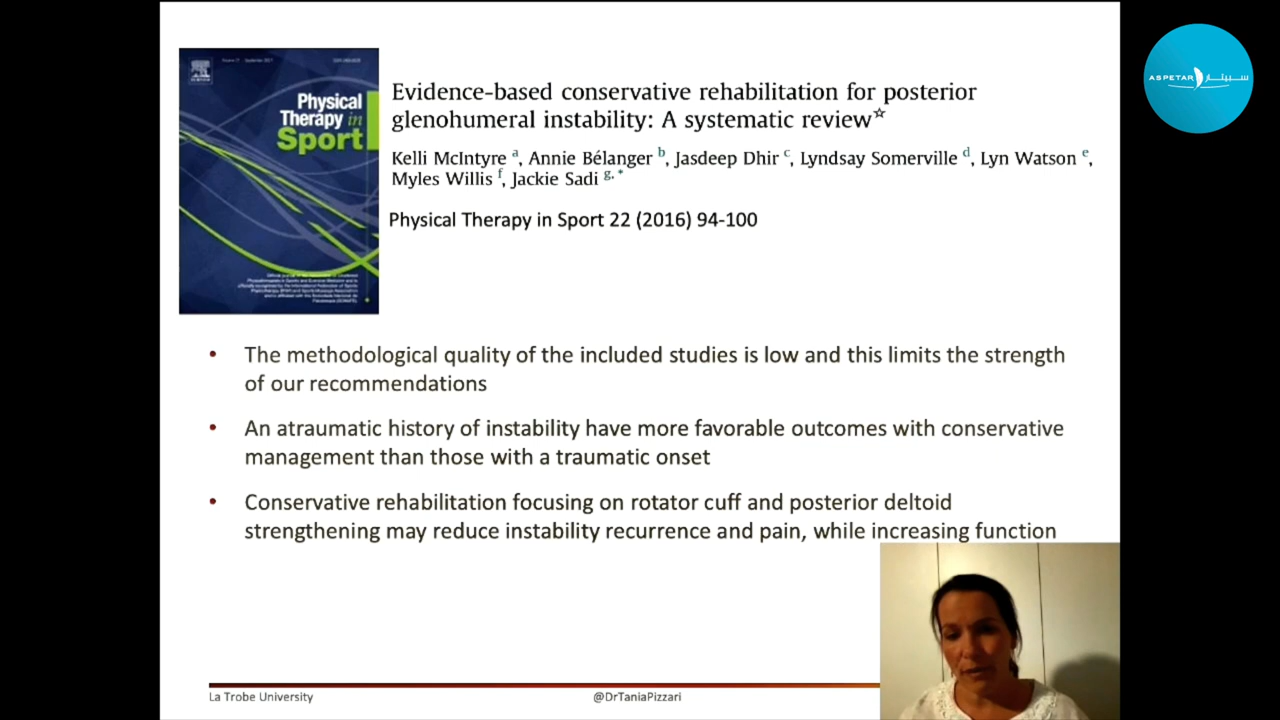 Physical
Therapy in
Sport
Evidence-based conservative rehabilitation for posterior
glenohumeral instability: A systematic review☆
Kelli McIntyre a, Annie Bélanger b, Jasdeep Dhir c, Lyndsay Somerville d, Lyn Watson e,
Myles Willis f, Jackie Sadi g, *
Physical Therapy in Sport 22 (2016) 94-100
ASPETAR سبيتار
• The methodological quality of the included studies is low and this limits the strength
of our recommendations
• An atraumatic history of instability have more favorable outcomes with conservative
management than those with a traumatic onset
• Conservative rehabilitation focusing on rotator cuff and posterior deltoid
strengthening may reduce instability recurrence and pain, while increasing function
La Trobe University
@DrTaniaPizzari